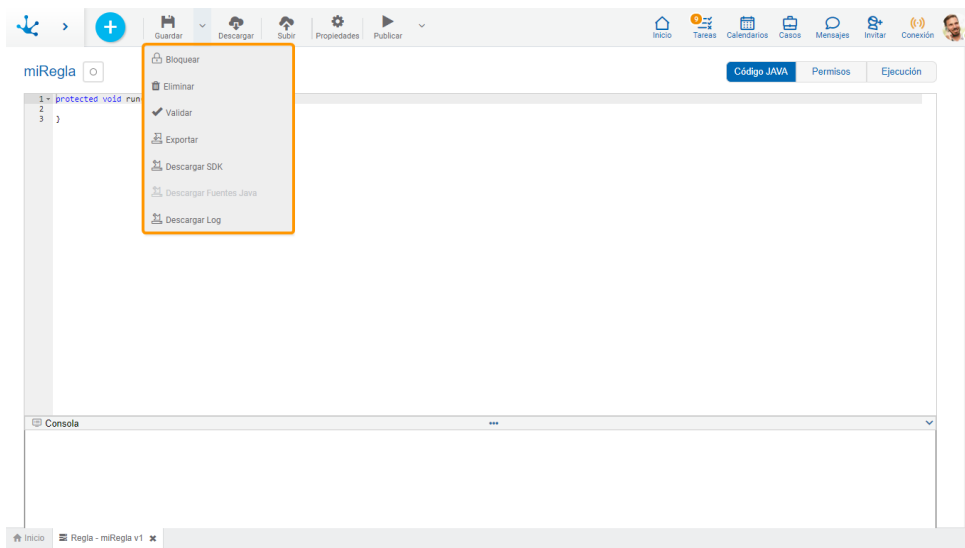 Guardar Descargar Subir Propiedades Publicar Inicio 9 Tareas Calendarios Casos Mensajes Invitar Conexión
miRegla Código JAVA Permisos Ejecución
Bloquear
Eliminar
Validar
Exportar
Descargar SDK
Descargar Fuentes Java
Descargar Log
1 protected void run
2
3 }
Consola
Inicio Regla - miRegla v1